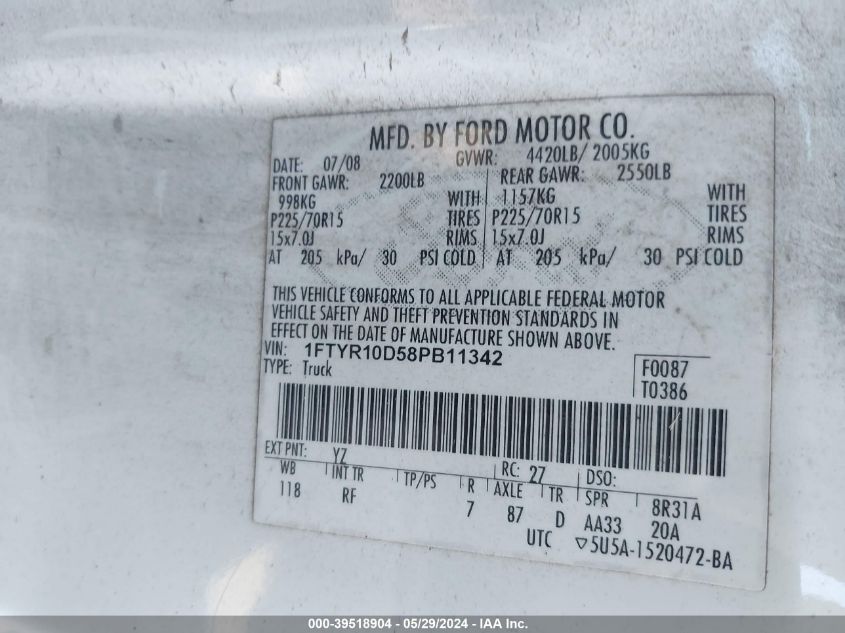 MFD. BY FORD MOTOR CO.
DATE: 07/08 GVWR: 4420LB/ 2005KG
FRONT GAWR: 2200LB REAR GAWR: 2550LB
998KG WITH 1157KG WITH
P225/70R15 TIRES P225/70R15 TIRES
15x7.0J RIMS 15x7.0J RIMS
AT 205 kPa/ 30 PSI COLD AT 205 kPa/ 30 PSI COLD
THIS VEHICLE CONFORMS TO ALL APPLICABLE FEDERAL MOTOR
VEHICLE SAFETY AND THEFT PREVENTION STANDARDS IN
EFFECT ON THE DATE OF MANUFACTURE SHOWN ABOVE.
VIN: 1FTYR10D58PB11342
TYPE: Truck
F0087
T0386
EXT PNT: YZ RC: 27 DSO:
WB INT TR TP/PS R AXLE TR SPR 8R31A
118 RF 7 87 D AA33 20A
UTC ▽5U5A-1520472-BA
000-39518904 - 05/29/2024 - IAA Inc.